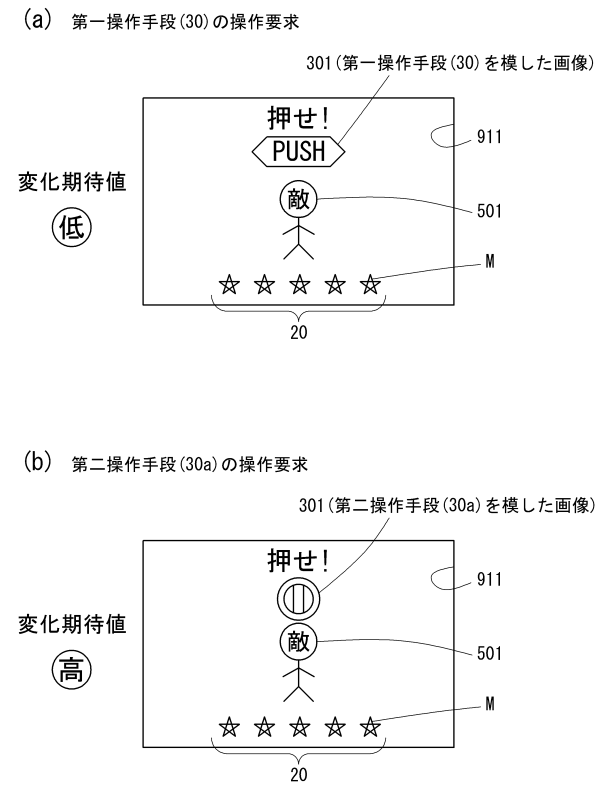 (a) 第一操作手段(30)の操作要求
301(第一操作手段(30)を模した画像)
押せ!
PUSH
911
変化期待値
低
敵
501
M
20
(b) 第二操作手段(30a)の操作要求
301(第二操作手段(30a)を模した画像)
押せ!
911
変化期待値
高
敵
501
M
20